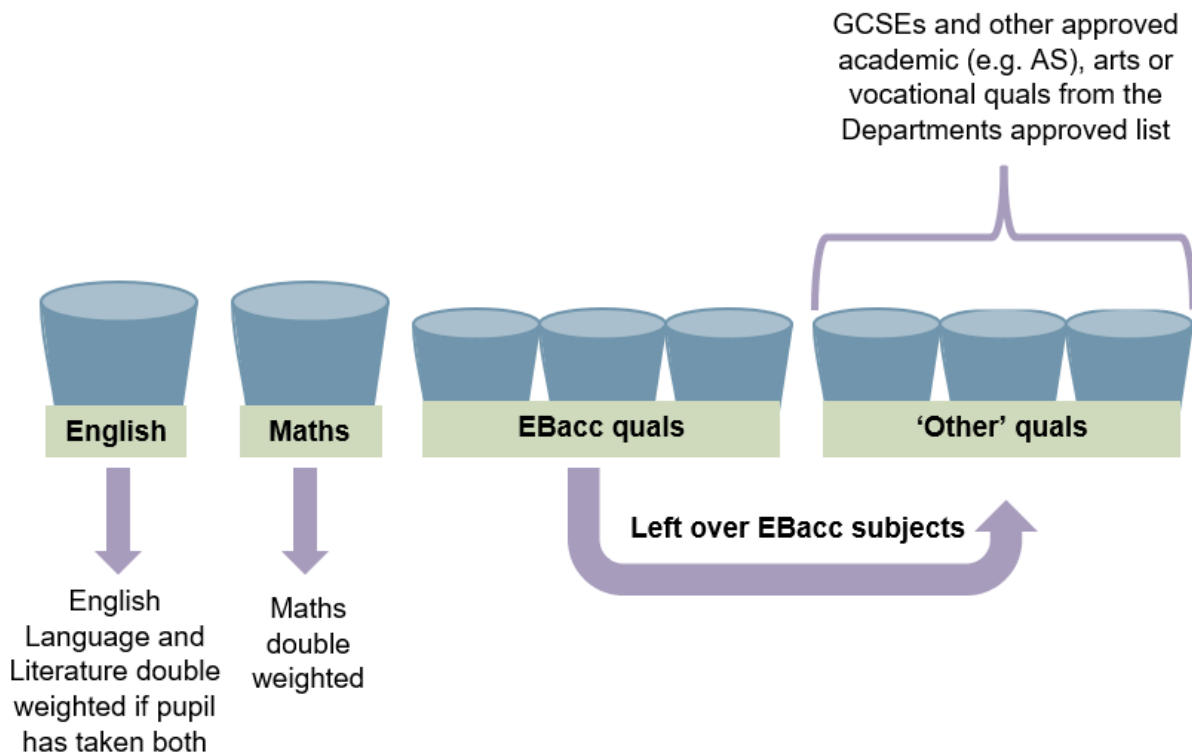 GCSEs and other approved
academic (e.g. AS), arts or
vocational quals from the
Departments approved list
English
Maths
EBacc quals
‘Other’ quals
Left over EBacc subjects
English
Language and
Literature double
weighted if pupil
has taken both
Maths
double
weighted